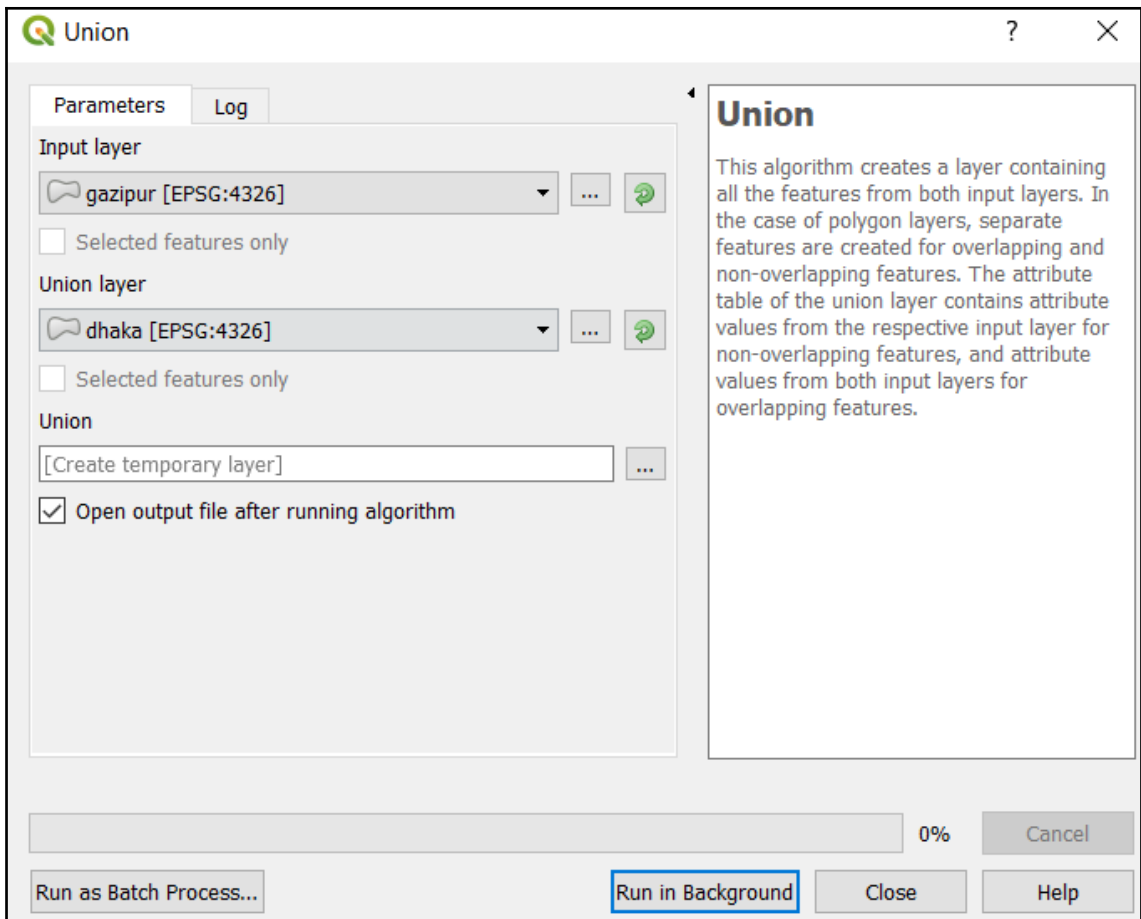 Union
?
Parameters
Log
Input layer
gazipur [EPSG:4326]
...
Selected features only
Union layer
dhaka [EPSG:4326]
...
Selected features only
Union
[Create temporary layer]
...
Open output file after running algorithm
Union
This algorithm creates a layer containing
all the features from both input layers. In
the case of polygon layers, separate
features are created for overlapping and
non-overlapping features. The attribute
table of the union layer contains attribute
values from the respective input layer for
non-overlapping features, and attribute
values from both input layers for
overlapping features.
0%
Cancel
Run as Batch Process...
Run in Background
Close
Help